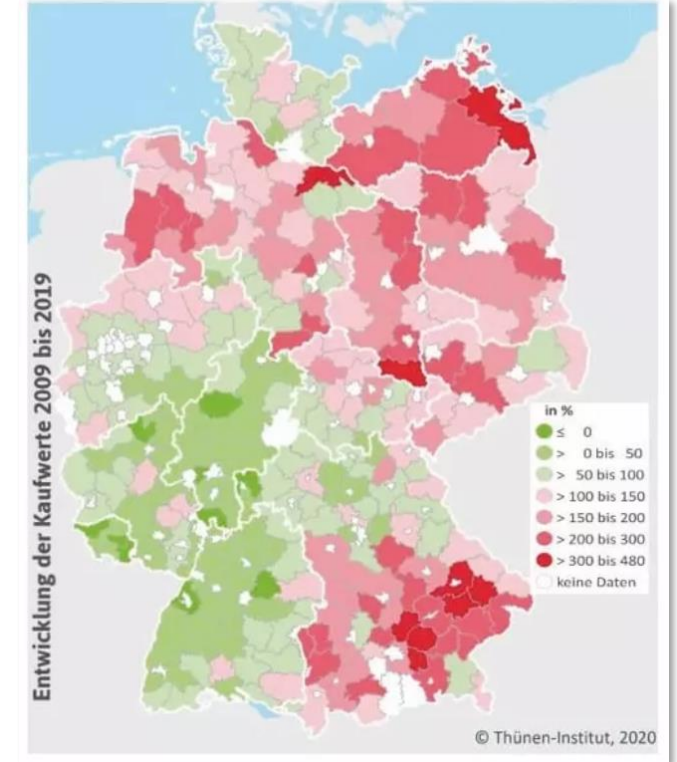 Entwicklung der Kaufwerte 2009 bis 2019
in %
≤ 0
> 0 bis 50
> 50 bis 100
> 100 bis 150
> 150 bis 200
> 200 bis 300
> 300 bis 480
keine Daten
© Thünen-Institut, 2020